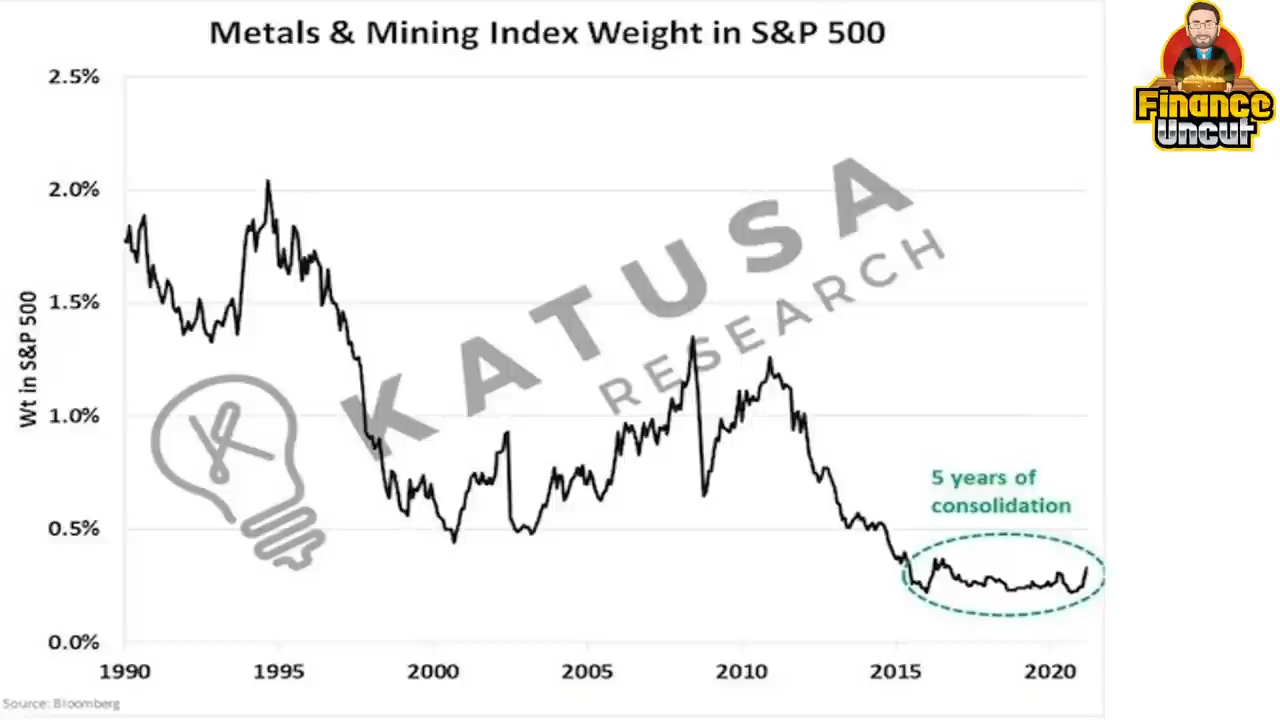 Metals & Mining Index Weight in S&P 500
Finance
Uncut
2.5%
2.0%
1.5%
1.0%
0.5%
0.0%
Wt in S&P 500
KATUSA
RESEARCH
5 years of
consolidation
1990
1995
2000
2005
2010
2015
2020
Source: Bloomberg